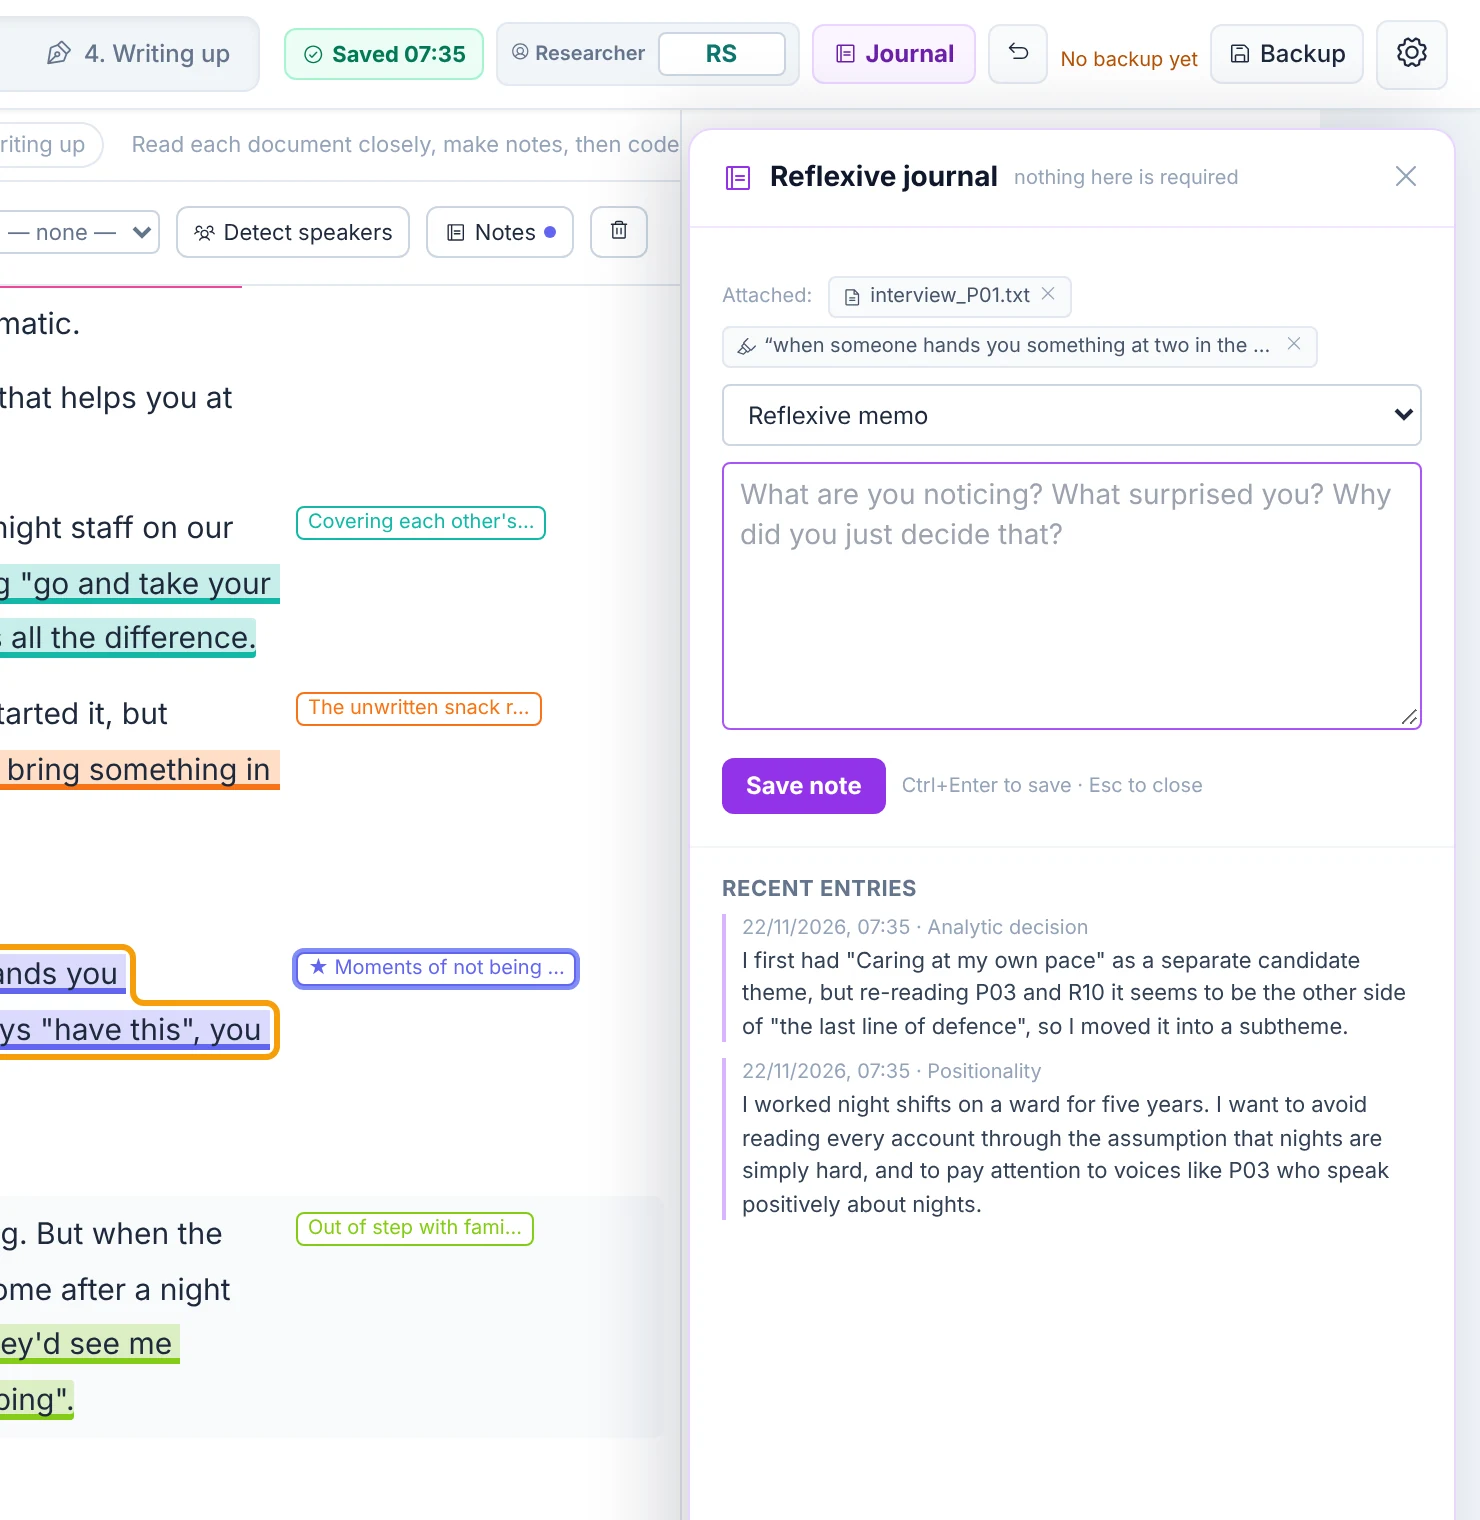 4. Writing up
Saved 07:35
Researcher
RS
Journal
No backup yet
Backup
riting up
Read each document closely, make notes, then code
— none —
Detect speakers
Notes
matic.
that helps you at
night staff on our
g "go and take your
s all the difference.
Covering each other's...
tarted it, but
bring something in
The unwritten snack r...
ands you
ys "have this", you
★ Moments of not being ...
g. But when the
ome after a night
ey'd see me
ping".
Out of step with fami...
Reflexive journal
nothing here is required
Attached:
interview_P01.txt
“when someone hands you something at two in the ...
Reflexive memo
What are you noticing? What surprised you? Why
did you just decide that?
Save note
Ctrl+Enter to save · Esc to close
RECENT ENTRIES
22/11/2026, 07:35 · Analytic decision
I first had "Caring at my own pace" as a separate candidate
theme, but re-reading P03 and R10 it seems to be the other side
of "the last line of defence", so I moved it into a subtheme.
22/11/2026, 07:35 · Positionality
I worked night shifts on a ward for five years. I want to avoid
reading every account through the assumption that nights are
simply hard, and to pay attention to voices like P03 who speak
positively about nights.